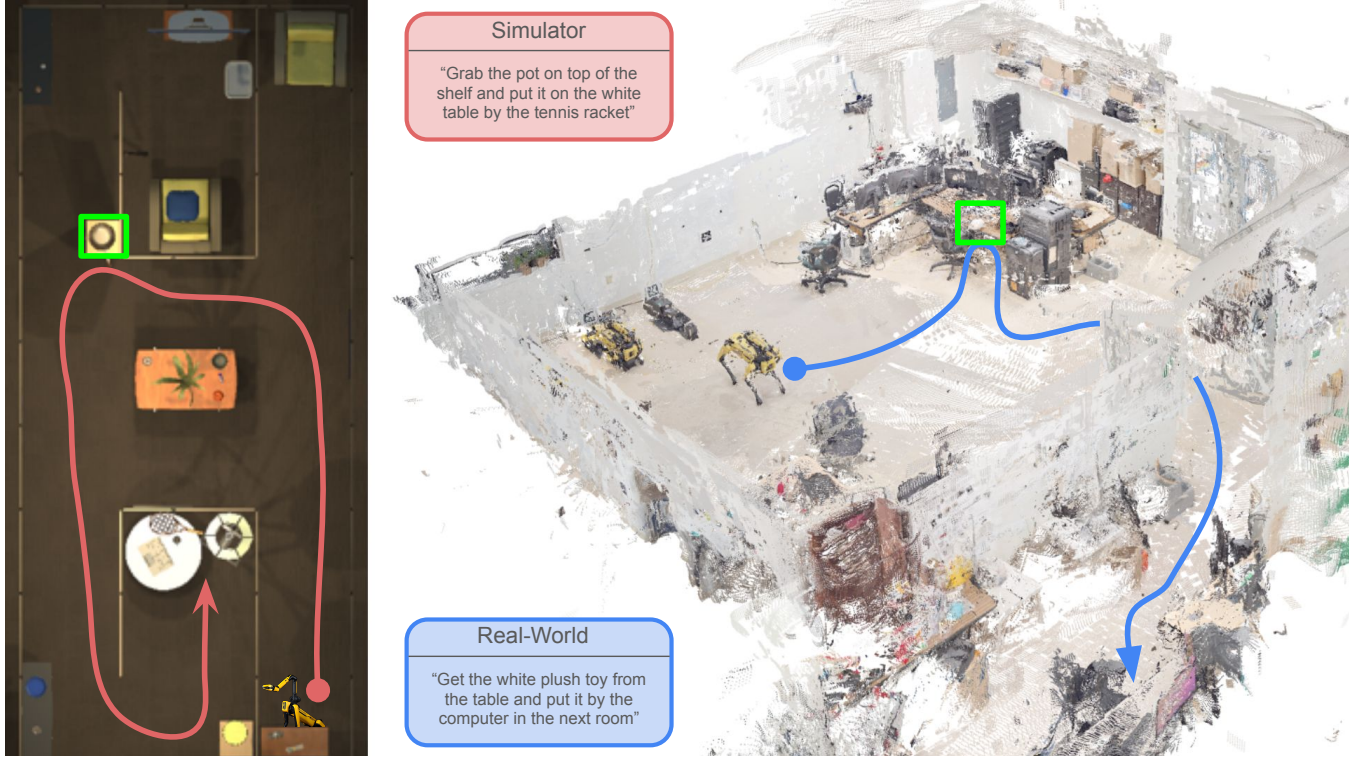 Simulator
“Grab the pot on top of the
shelf and put it on the white
table by the tennis racket”
Real-World
“Get the white plush toy from
the table and put it by the
computer in the next room”